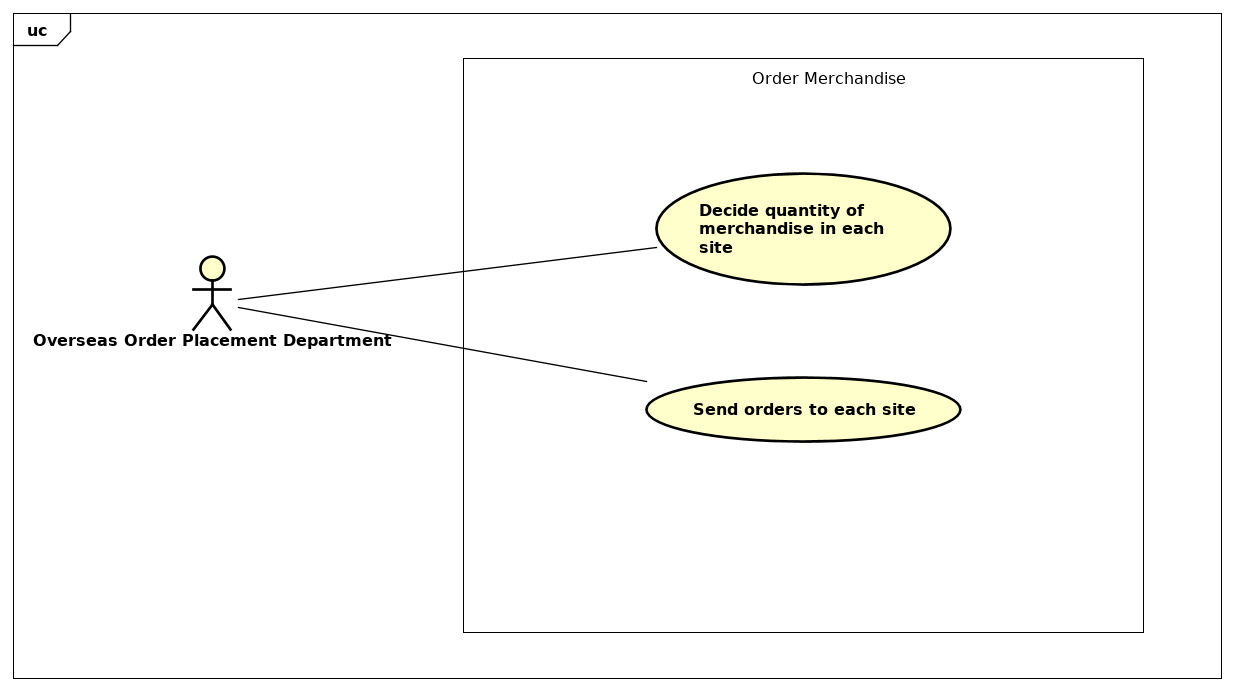 uc
Order Merchandise
Decide quantity of
merchandise in each
site
Overseas Order Placement Department
Send orders to each site